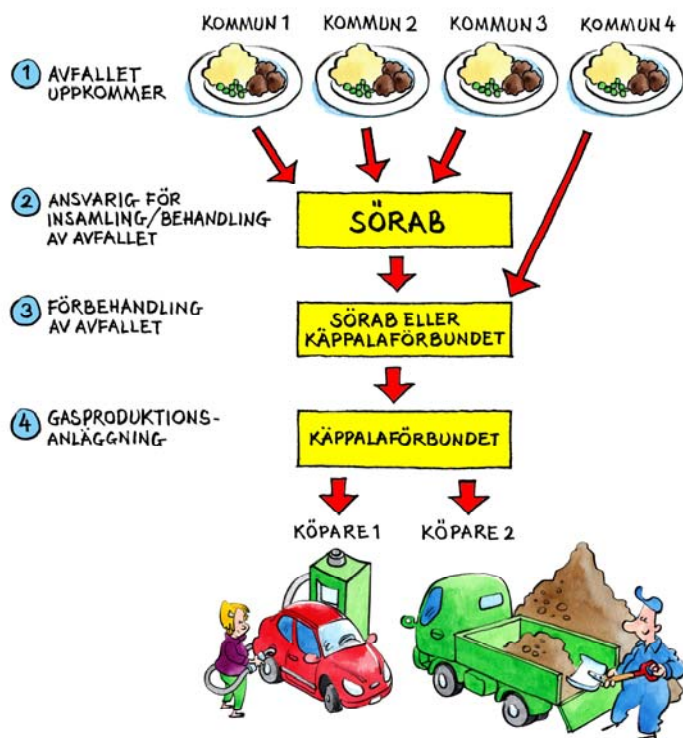 KOMMUN 1
KOMMUN 2
KOMMUN 3
KOMMUN 4
1 AVFALLET
UPPKOMMER
2 ANSVARIG FÖR
INSAMLING/BEHANDLING
AV AVFALLET
SÖRAB
3 FÖRBEHANDLING
AV AVFALLET
SÖRAB ELLER
KÄPPALAFÖRBUNDET
4 GASPRODUKTIONS-
ANLÄGGNING
KÄPPALAFÖRBUNDET
KÖPARE 1
KÖPARE 2